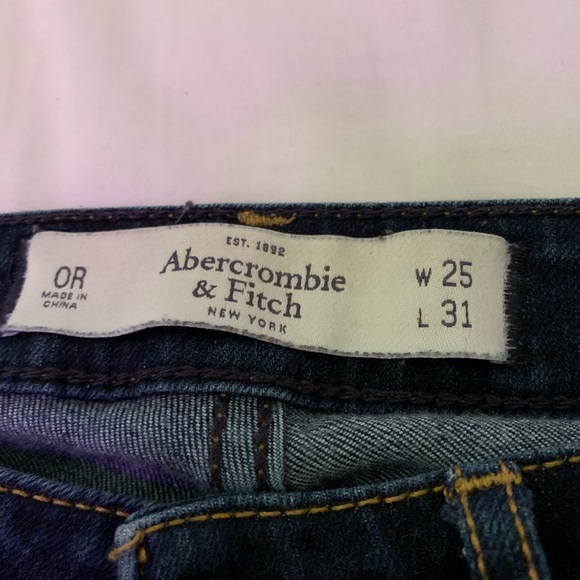 OR
MADE IN
CHINA
EST. 1892
Abercrombie
& Fitch
NEW YORK
W 25
L 31